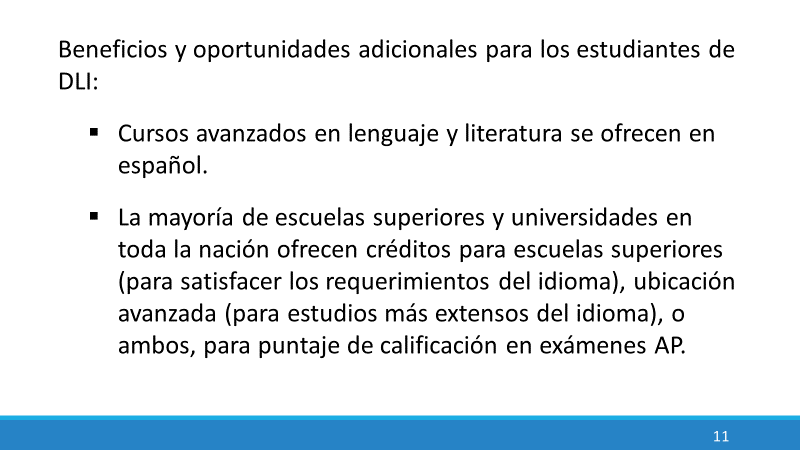 Beneficios y oportunidades adicionales para los estudiantes de
DLI:
▪ Cursos avanzados en lenguaje y literatura se ofrecen en
español.
▪ La mayoría de escuelas superiores y universidades en
toda la nación ofrecen créditos para escuelas superiores
(para satisfacer los requerimientos del idioma), ubicación
avanzada (para estudios más extensos del idioma), o
ambos, para puntaje de calificación en exámenes AP.
11